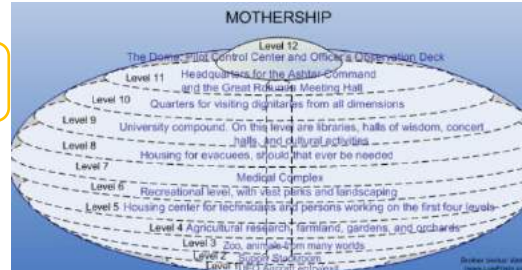 MOTHERSHIP
Level 12
The Dome: Pilot Control Center and Officer's Observation Deck
Level 11
Headquarters for the Ashtar Command
and the Great Rotunda Meeting Hall
Level 10
Quarters for visiting dignitaries from all dimensions
Level 9
University compound. On this level are libraries, halls of wisdom, concert
halls, and cultural activities
Level 8
Housing for evacuees, should that ever be needed
Level 7
Medical Complex
Level 6
Recreational level, with vast parks and landscaping
Level 5 Housing center for technicians and persons working on the first four levels
Level 4 Agricultural research, farmland, gardens, and orchards
Level 3 Zoo, animals from many worlds
Level 2
Level 1